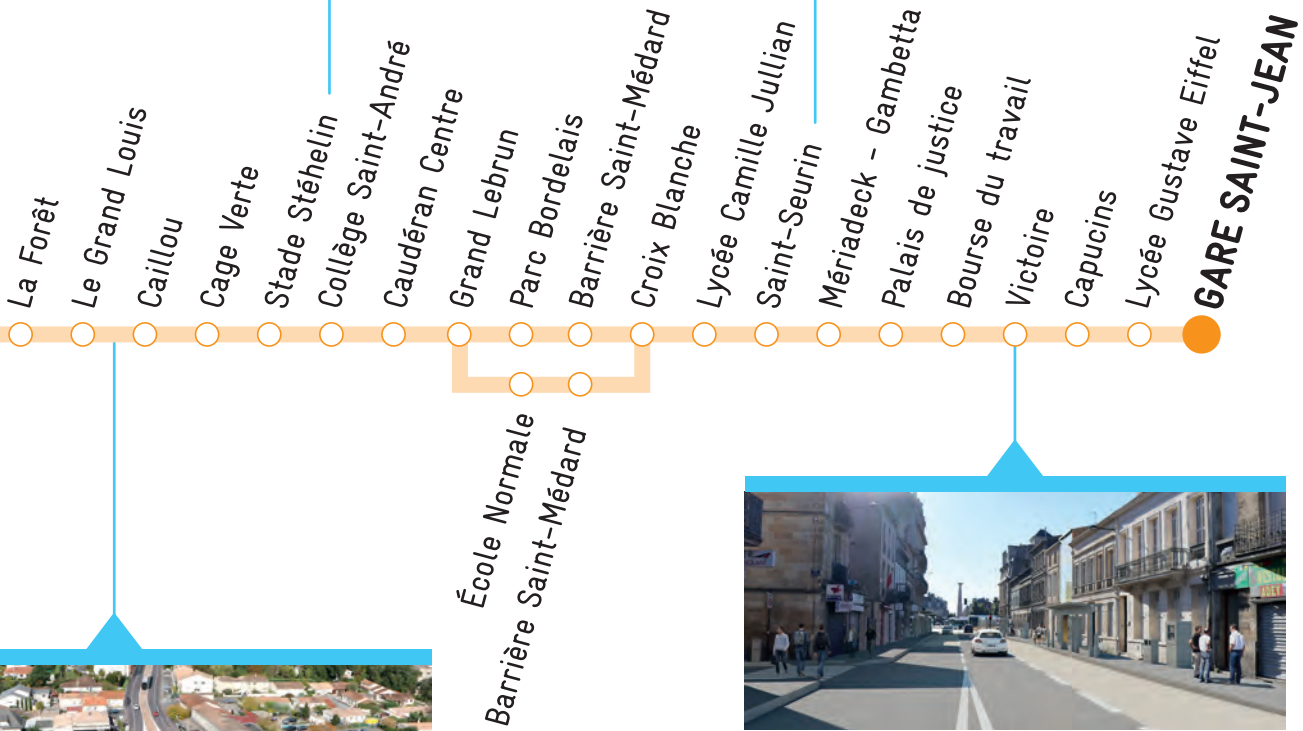 La Forêt
Le Grand Louis
Caillou
Cage Verte
Stade Stéhelin
Collège Saint-André
Caudéran Centre
Grand Lebrun
Parc Bordelais
Barrière Saint-Médard
Croix Blanche
Lycée Camille Jullian
Saint-Seurin
Mériadeck - Gambetta
Palais de justice
Bourse du travail
Victoire
Capucins
Lycée Gustave Eiffel
GARE SAINT-JEAN
École Normale
Barrière Saint-Médard